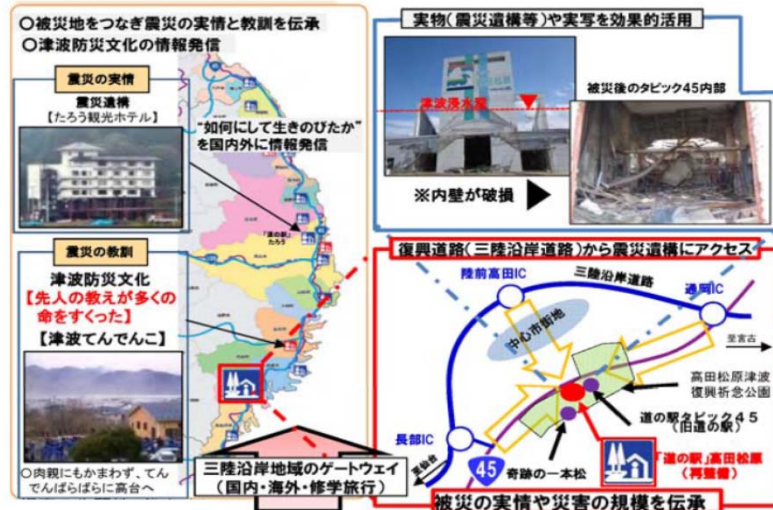 ○被災地をつなぎ震災の実情と教訓を伝承
○津波防災文化の情報発信
震災の実情
震災遺構
【たろう観光ホテル】
“如何にして生きのびたか”
を国内外に情報発信
「道の駅」
たろう
震災の教訓
津波防災文化
【先人の教えが多くの
命をすくった】
【津波てんでんこ】
○肉親にもかまわず、てん
でんばらばらに高台へ
三陸沿岸地域のゲートウェイ
(国内・海外・修学旅行)
実物(震災遺構等)や実写を効果的活用
津波浸水深
被災後のタピック45内部
※内壁が破損
復興道路(三陸沿岸道路)から震災遺構にアクセス
陸前高田IC
三陸沿岸道路
通岡IC
中心市街地
至宮古
高田松原津波
復興祈念公園
道の駅タピック45
(旧道の駅)
長部IC
至仙台
45
奇跡の一本松
「道の駅」高田松原
(再整備)
被災の実情や災害の規模を伝承